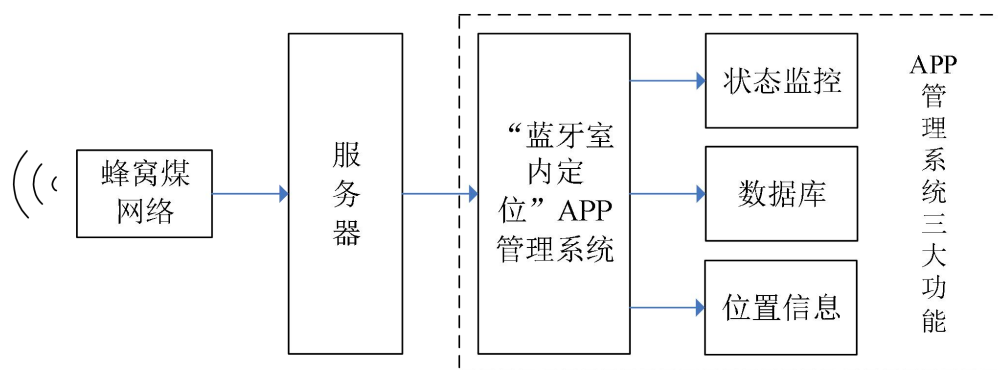 蜂窝煤
网络
服务器
“蓝牙室
内定
位”APP
管理系统
状态监控
数据库
位置信息
APP
管理系统三大功能